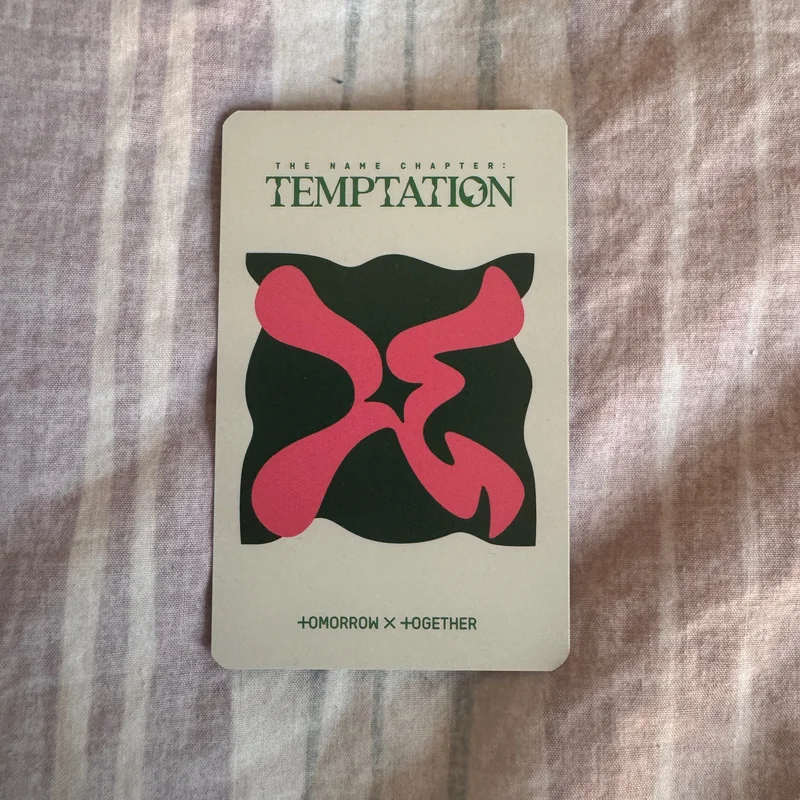 THE NAME CHAPTER:
TEMPTATION
TOMORROW X TOGETHER